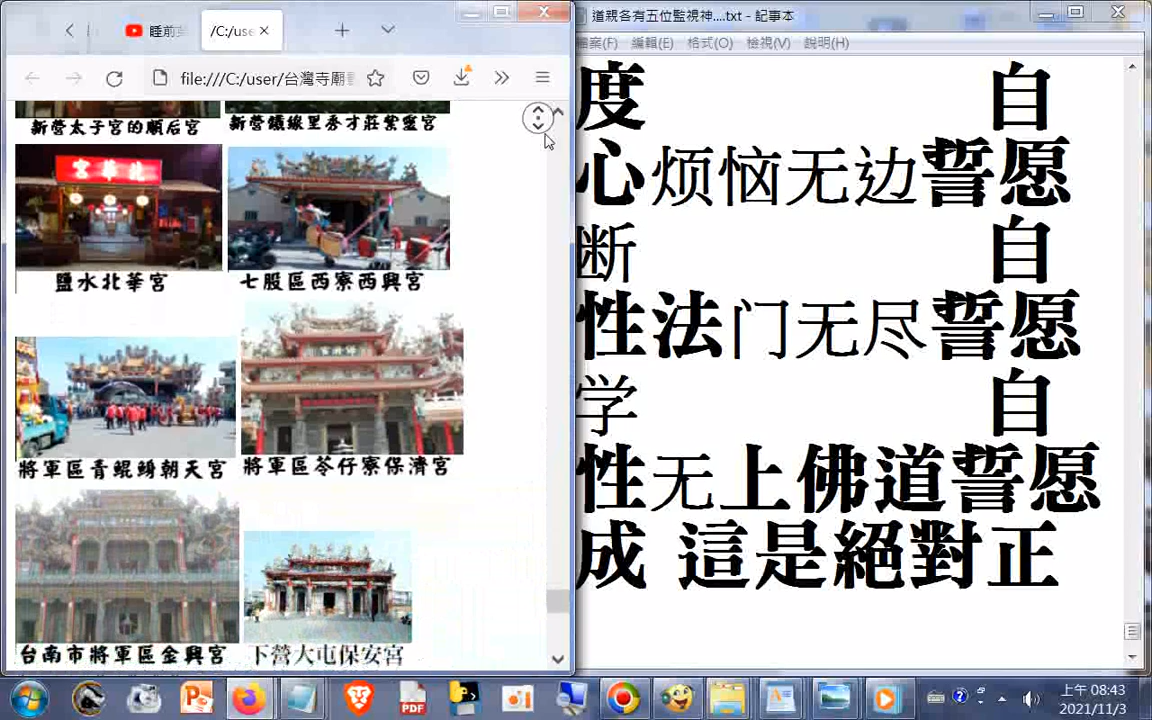 睡前
/C:/use
file:///C:/user/台灣寺廟
新營太子宮的順后宮
新營鐵線里秀才莊紫靈宮
龍華宮
鹽水北華宮
七股區西寮西興宮
將軍區青鯤鯓朝天宮
將軍區苓仔寮保濟宮
台南市將軍區金興宮
下營大屯保安宮
道親各有五位監視神....txt - 記事本
檔案(F) 編輯(E) 格式(O) 檢視(V) 說明(H)
度 自
心烦恼无边誓愿
断 自
性法门无尽誓愿
学 自
性无上佛道誓愿
成 這是絕對正
上午 08:43
2021/11/3